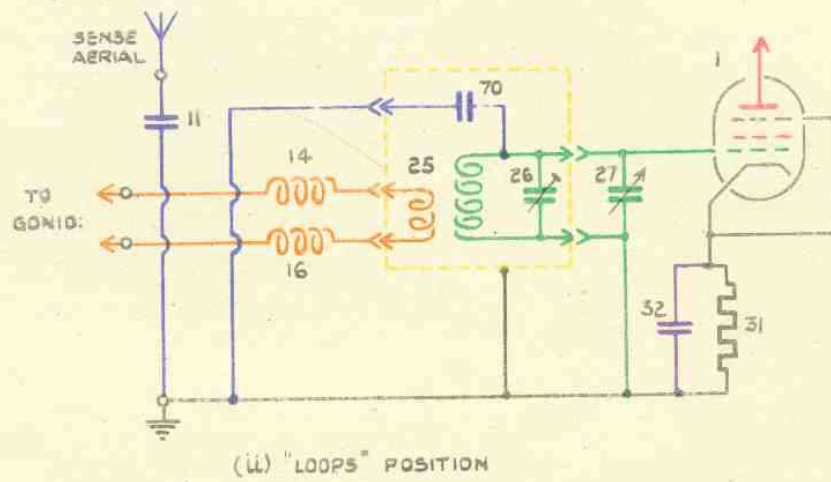 SENSE
AERIAL
11
70
1
14
25
26
27
TO
GONIO:
16
32
31
(ii) "LOOPS" POSITION